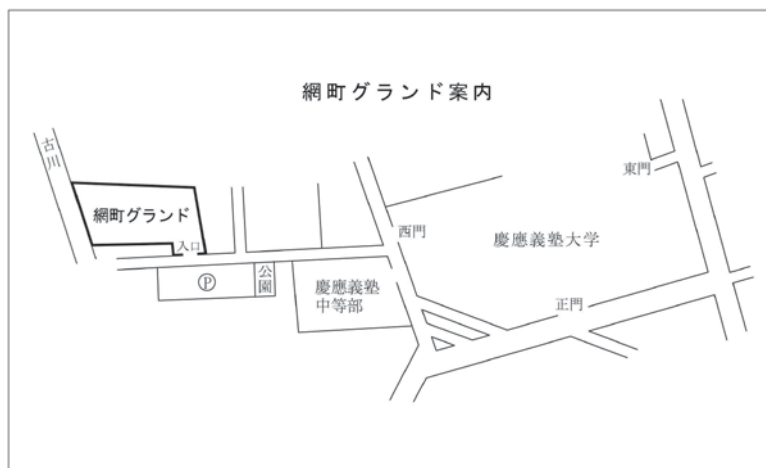 網町グランド案内
古川
東門
網町グランド
西門
慶應義塾大学
入口
公園
Ⓟ
慶應義塾
中等部
正門